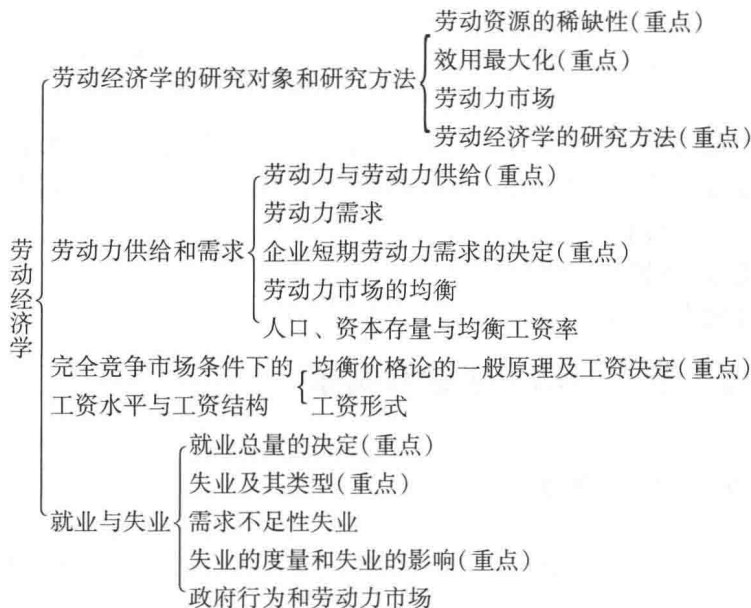 劳动经济学
劳动经济学的研究对象和研究方法
劳动资源的稀缺性(重点)
效用最大化(重点)
劳动力市场
劳动经济学的研究方法(重点)
劳动力供给和需求
劳动力与劳动力供给(重点)
劳动力需求
企业短期劳动力需求的决定(重点)
劳动力市场的均衡
人口、资本存量与均衡工资率
完全竞争市场条件下的
工资水平与工资结构
均衡价格论的一般原理及工资决定(重点)
工资形式
就业与失业
就业总量的决定(重点)
失业及其类型(重点)
需求不足性失业
失业的度量和失业的影响(重点)
政府行为和劳动力市场